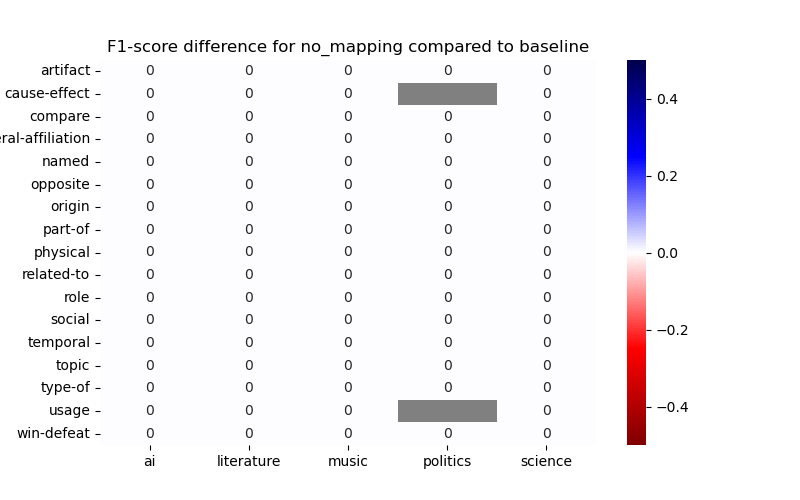 F1-score difference for no_mapping compared to baseline
artifact 0 0 0 0 0
cause-effect 0 0 0 0
compare 0 0 0 0 0
eral-affiliation 0 0 0 0 0
named 0 0 0 0 0
opposite 0 0 0 0 0
origin 0 0 0 0 0
part-of 0 0 0 0 0
physical 0 0 0 0 0
related-to 0 0 0 0 0
role 0 0 0 0 0
social 0 0 0 0 0
temporal 0 0 0 0 0
topic 0 0 0 0 0
type-of 0 0 0 0 0
usage 0 0 0 0
win-defeat 0 0 0 0 0
ai literature music politics science
0.4
0.2
0.0
−0.2
−0.4